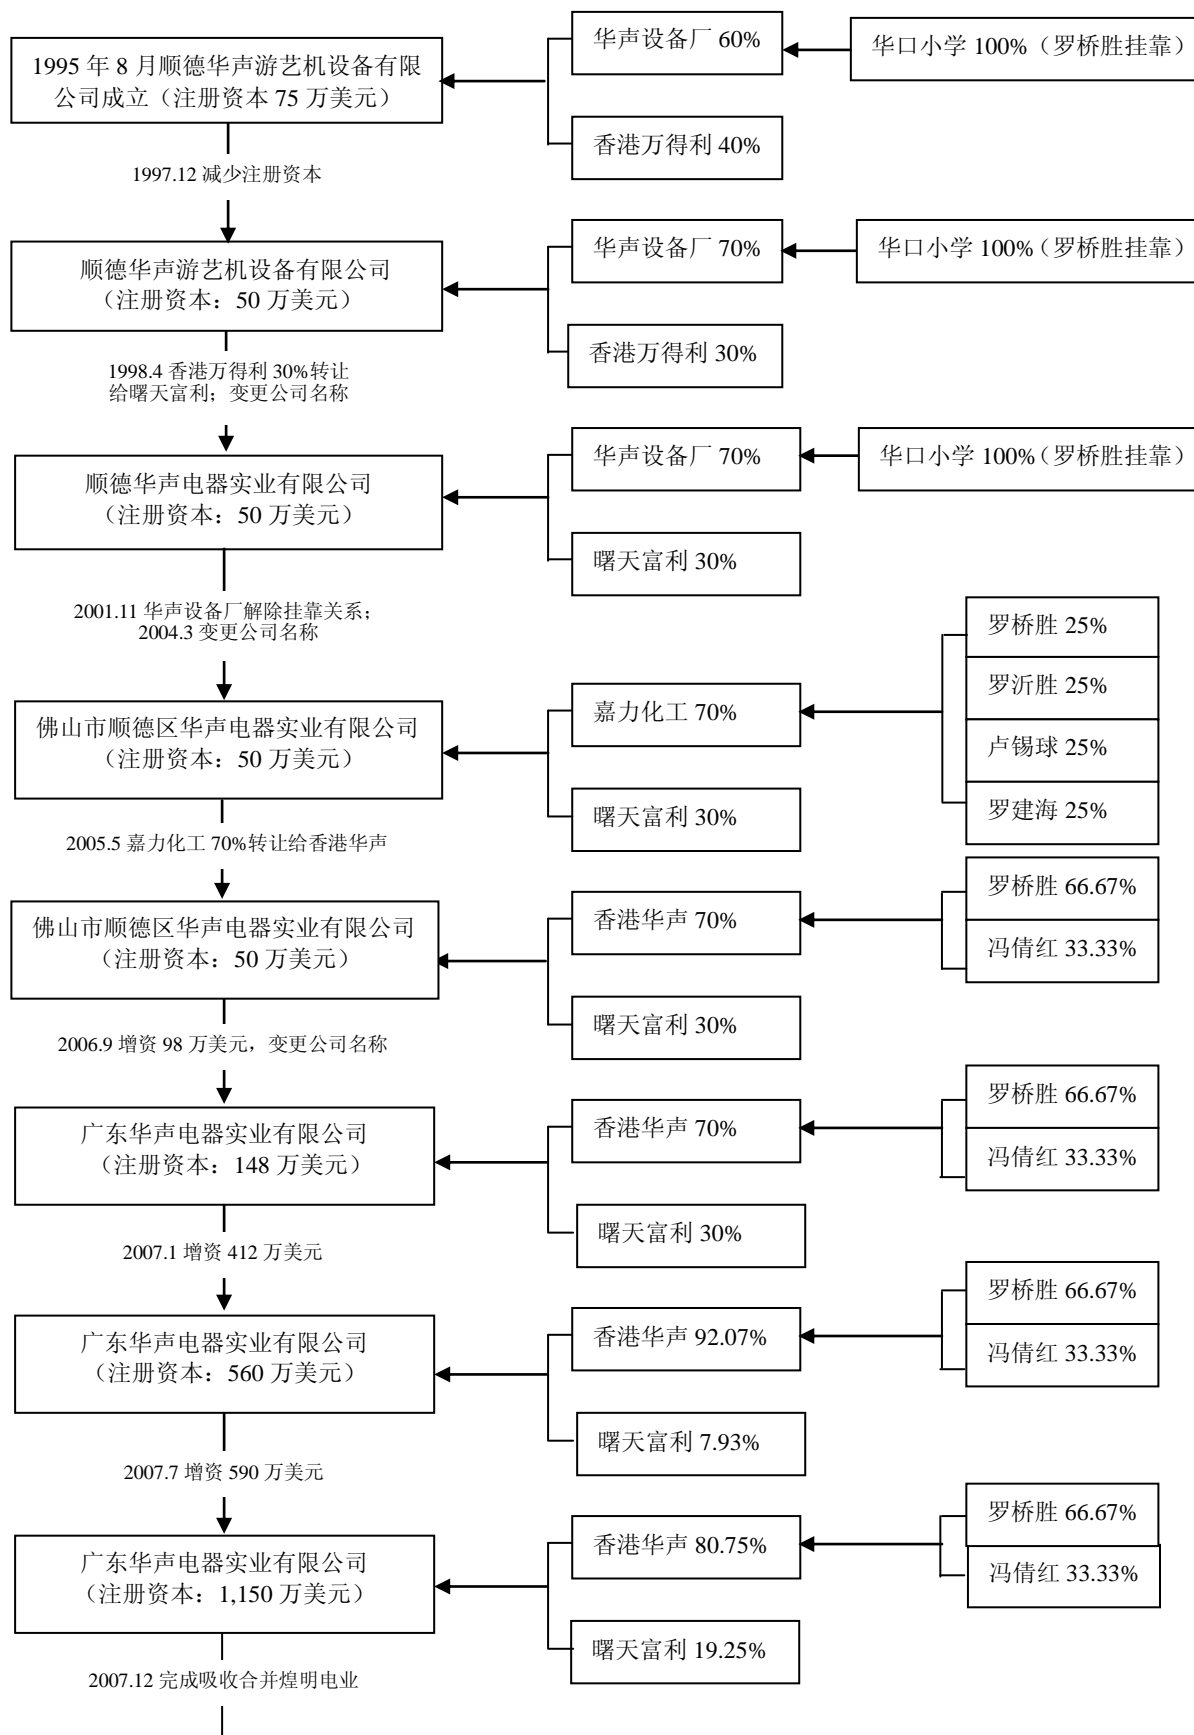 华声设备厂 60%
华口小学 100%（罗桥胜挂靠）
1995 年 8 月顺德华声游艺机设备有限
公司成立（注册资本 75 万美元）
香港万得利 40%
1997.12 减少注册资本
华声设备厂 70%
华口小学 100%（罗桥胜挂靠）
顺德华声游艺机设备有限公司
（注册资本：50 万美元）
香港万得利 30%
1998.4 香港万得利 30%转让
给曙天富利；变更公司名称
华声设备厂 70%
华口小学 100%（罗桥胜挂靠）
顺德华声电器实业有限公司
（注册资本：50 万美元）
曙天富利 30%
2001.11 华声设备厂解除挂靠关系；
2004.3 变更公司名称
罗桥胜 25%
罗沂胜 25%
卢锡球 25%
罗建海 25%
嘉力化工 70%
佛山市顺德区华声电器实业有限公司
（注册资本：50 万美元）
曙天富利 30%
2005.5 嘉力化工 70%转让给香港华声
罗桥胜 66.67%
冯倩红 33.33%
香港华声 70%
佛山市顺德区华声电器实业有限公司
（注册资本：50 万美元）
曙天富利 30%
2006.9 增资 98 万美元，变更公司名称
罗桥胜 66.67%
冯倩红 33.33%
香港华声 70%
广东华声电器实业有限公司
（注册资本：148 万美元）
曙天富利 30%
2007.1 增资 412 万美元
罗桥胜 66.67%
冯倩红 33.33%
香港华声 92.07%
广东华声电器实业有限公司
（注册资本：560 万美元）
曙天富利 7.93%
2007.7 增资 590 万美元
罗桥胜 66.67%
冯倩红 33.33%
香港华声 80.75%
广东华声电器实业有限公司
（注册资本：1,150 万美元）
曙天富利 19.25%
2007.12 完成吸收合并煌明电业